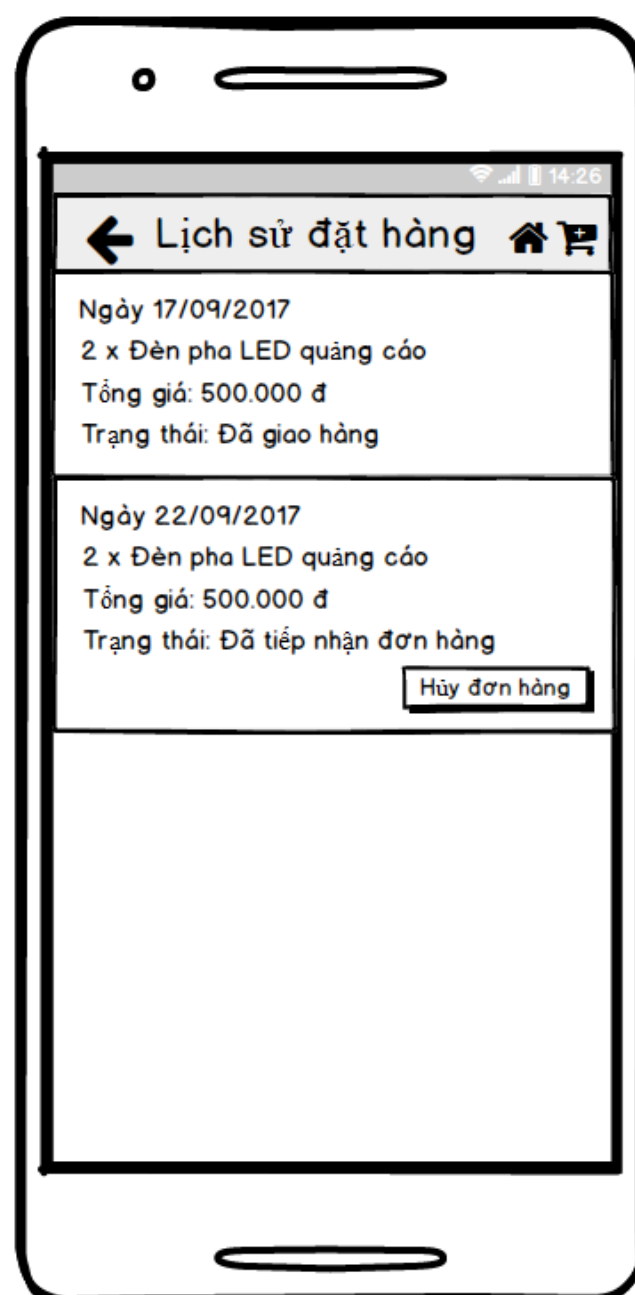 14:26
Lịch sử đặt hàng
Ngày 17/09/2017
2 x Đèn pha LED quảng cáo
Tổng giá: 500.000 đ
Trạng thái: Đã giao hàng
Ngày 22/09/2017
2 x Đèn pha LED quảng cáo
Tổng giá: 500.000 đ
Trạng thái: Đã tiếp nhận đơn hàng
Hủy đơn hàng